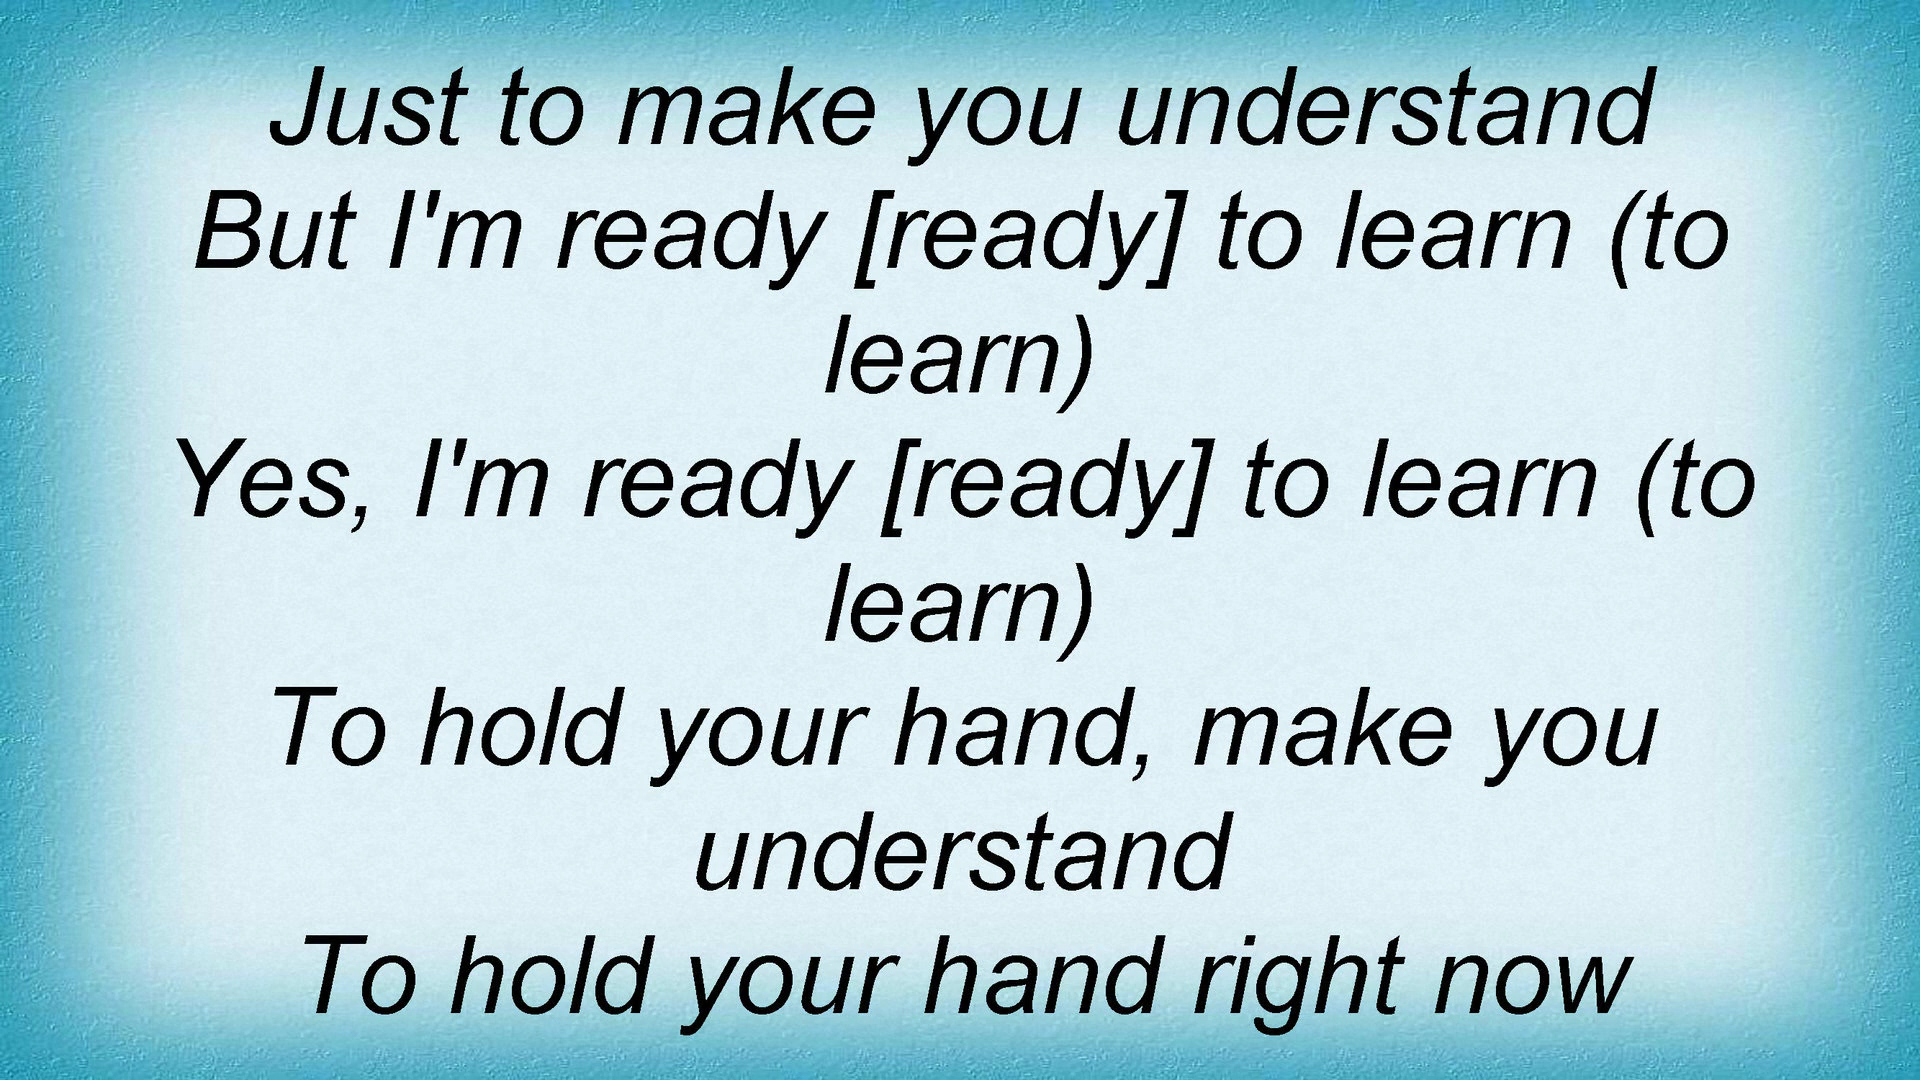 Just to make you understand
But I'm ready [ready] to learn (to
learn)
Yes, I'm ready [ready] to learn (to
learn)
To hold your hand, make you
understand
To hold your hand right now